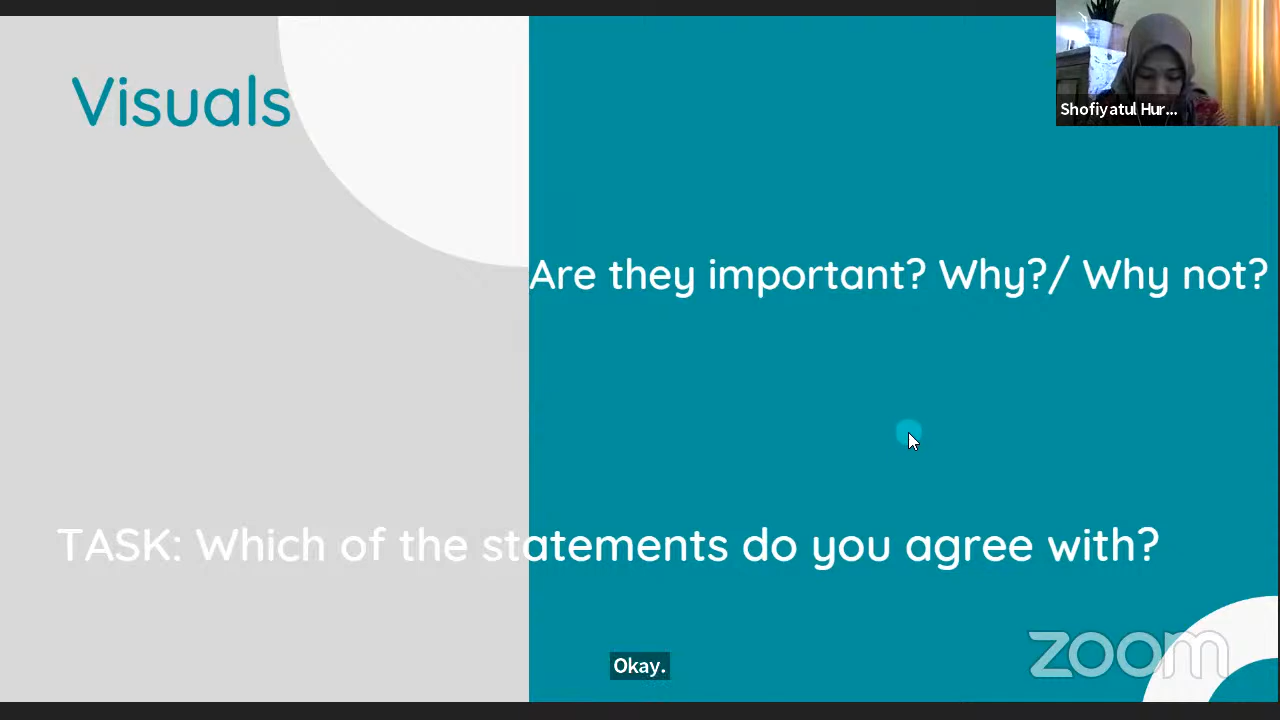 Visuals
Shofiyatul Hur...
Are they important? Why?/ Why not?
TASK: Which of the statements do you agree with?
Okay.
zoom